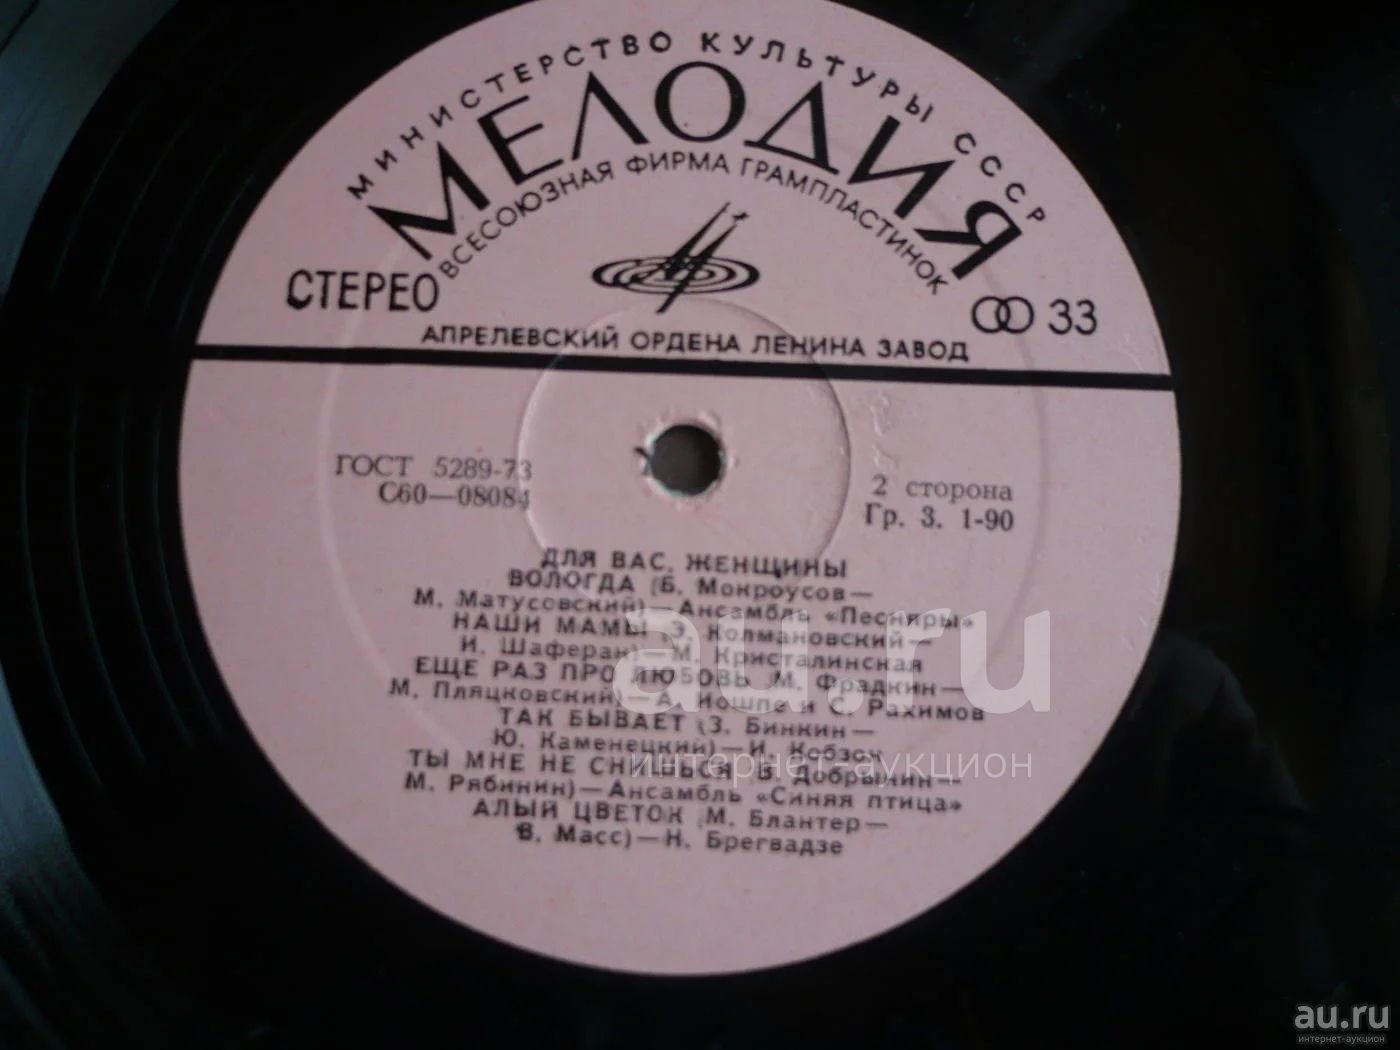 МИНИСТЕРСТВО КУЛЬТУРЫ СССР
МЕЛОДИЯ
ВСЕСОЮЗНАЯ ФИРМА ГРАМПЛАСТИНОК
СТЕРЕО
33
АПРЕЛЕВСКИЙ ОРДЕНА ЛЕНИНА ЗАВОД
ГОСТ 5289-73
С60—08084
2 сторона
Гр. 3. 1-90
ДЛЯ ВАС, ЖЕНЩИНЫ
ВОЛОГДА (Б. Мокроусов—
М. Матусовский)—Ансамбль «Песняры»
НАШИ МАМЫ (Э. Колмановский—
И. Шаферан)—М. Кристалинская
ЕЩЕ РАЗ ПРО ЛЮБОВЬ (М. Фрадкин—
М. Пляцковский)—А. Иошпе и С. Рахимов
ТАК БЫВАЕТ (З. Бинкин—
Ю. Каменецкий)—И. Кобзон
ТЫ МНЕ НЕ СНИШЬСЯ (В. Добрынин—
М. Рябинин)—Ансамбль «Синяя птица»
АЛЫЙ ЦВЕТОК (М. Блантер—
В. Масс)—Н. Брегвадзе
au.ru
интернет-аукцион
au.ru
интернет-аукцион